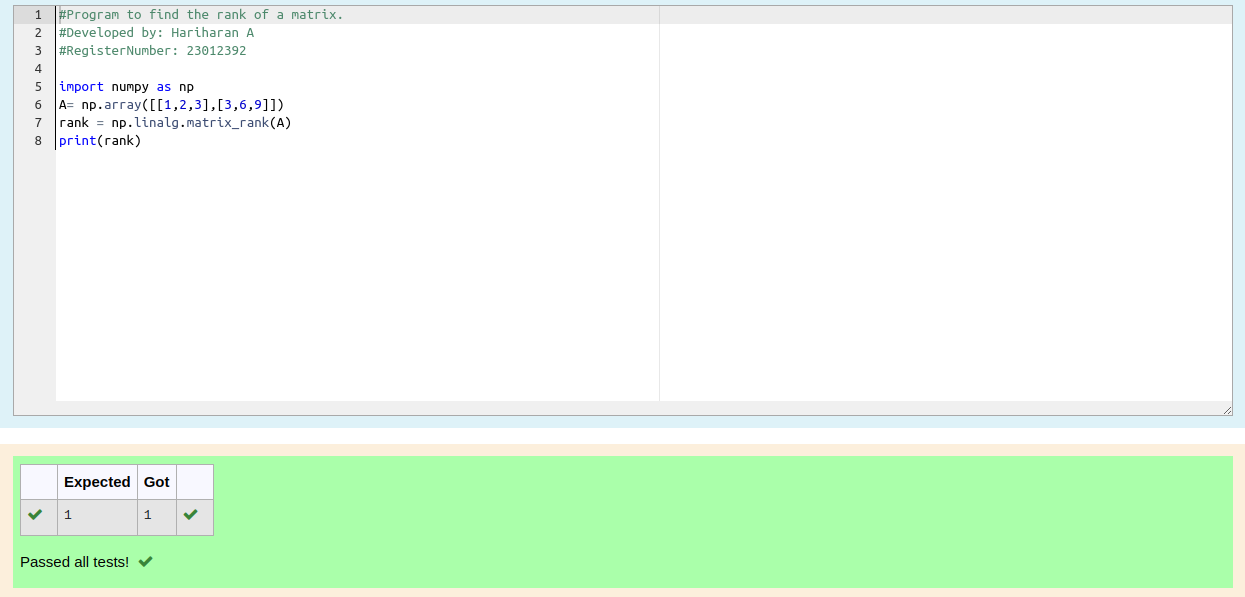 1 #Program to find the rank of a matrix.
2 #Developed by: Hariharan A
3 #RegisterNumber: 23012392
4
5 import numpy as np
6 A= np.array([[1,2,3],[3,6,9]])
7 rank = np.linalg.matrix_rank(A)
8 print(rank)
Expected Got
1 1
Passed all tests!